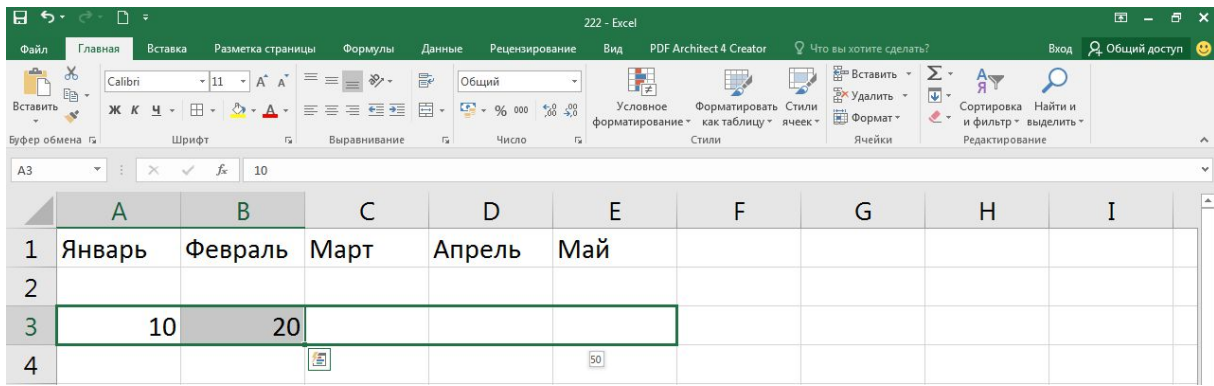 222 - Excel
Файл Главная Вставка Разметка страницы Формулы Данные Рецензирование Вид PDF Architect 4 Creator Что вы хотите сделать? Вход Общий доступ
Вставить
Calibri 11
Ж К Ч
Общий
% 000
Условное форматирование
Форматировать как таблицу
Стили ячеек
Вставить
Удалить
Формат
Сортировка и фильтр
Найти и выделить
Буфер обмена Шрифт Выравнивание Число Стили Ячейки Редактирование
A3 fx 10
A B C D E F G H I
1 Январь Февраль Март Апрель Май
2
3 10 20
4 50